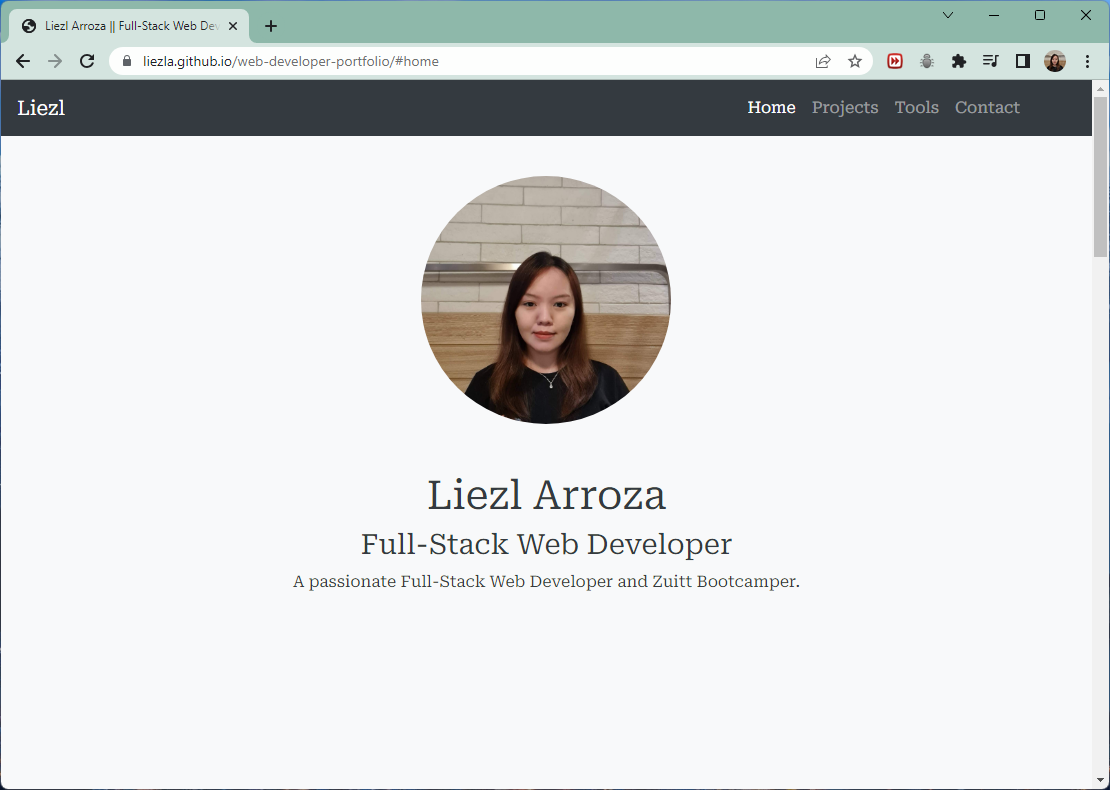 Liezl Arroza || Full-Stack Web Dev
liezla.github.io/web-developer-portfolio/#home
Liezl
Home Projects Tools Contact
Liezl Arroza
Full-Stack Web Developer
A passionate Full-Stack Web Developer and Zuitt Bootcamper.